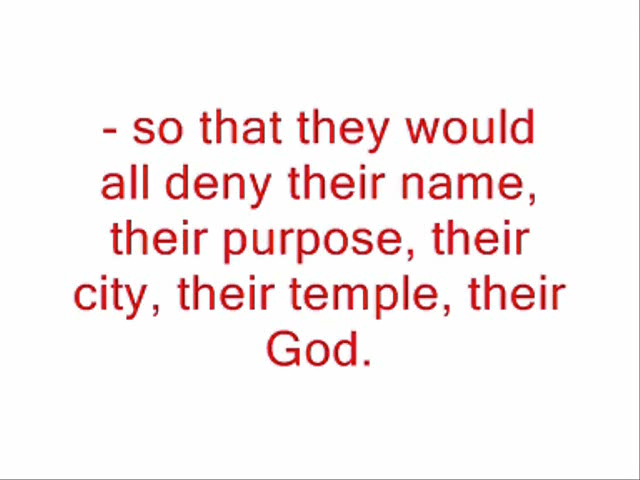 - so that they would
all deny their name,
their purpose, their
city, their temple, their
God.